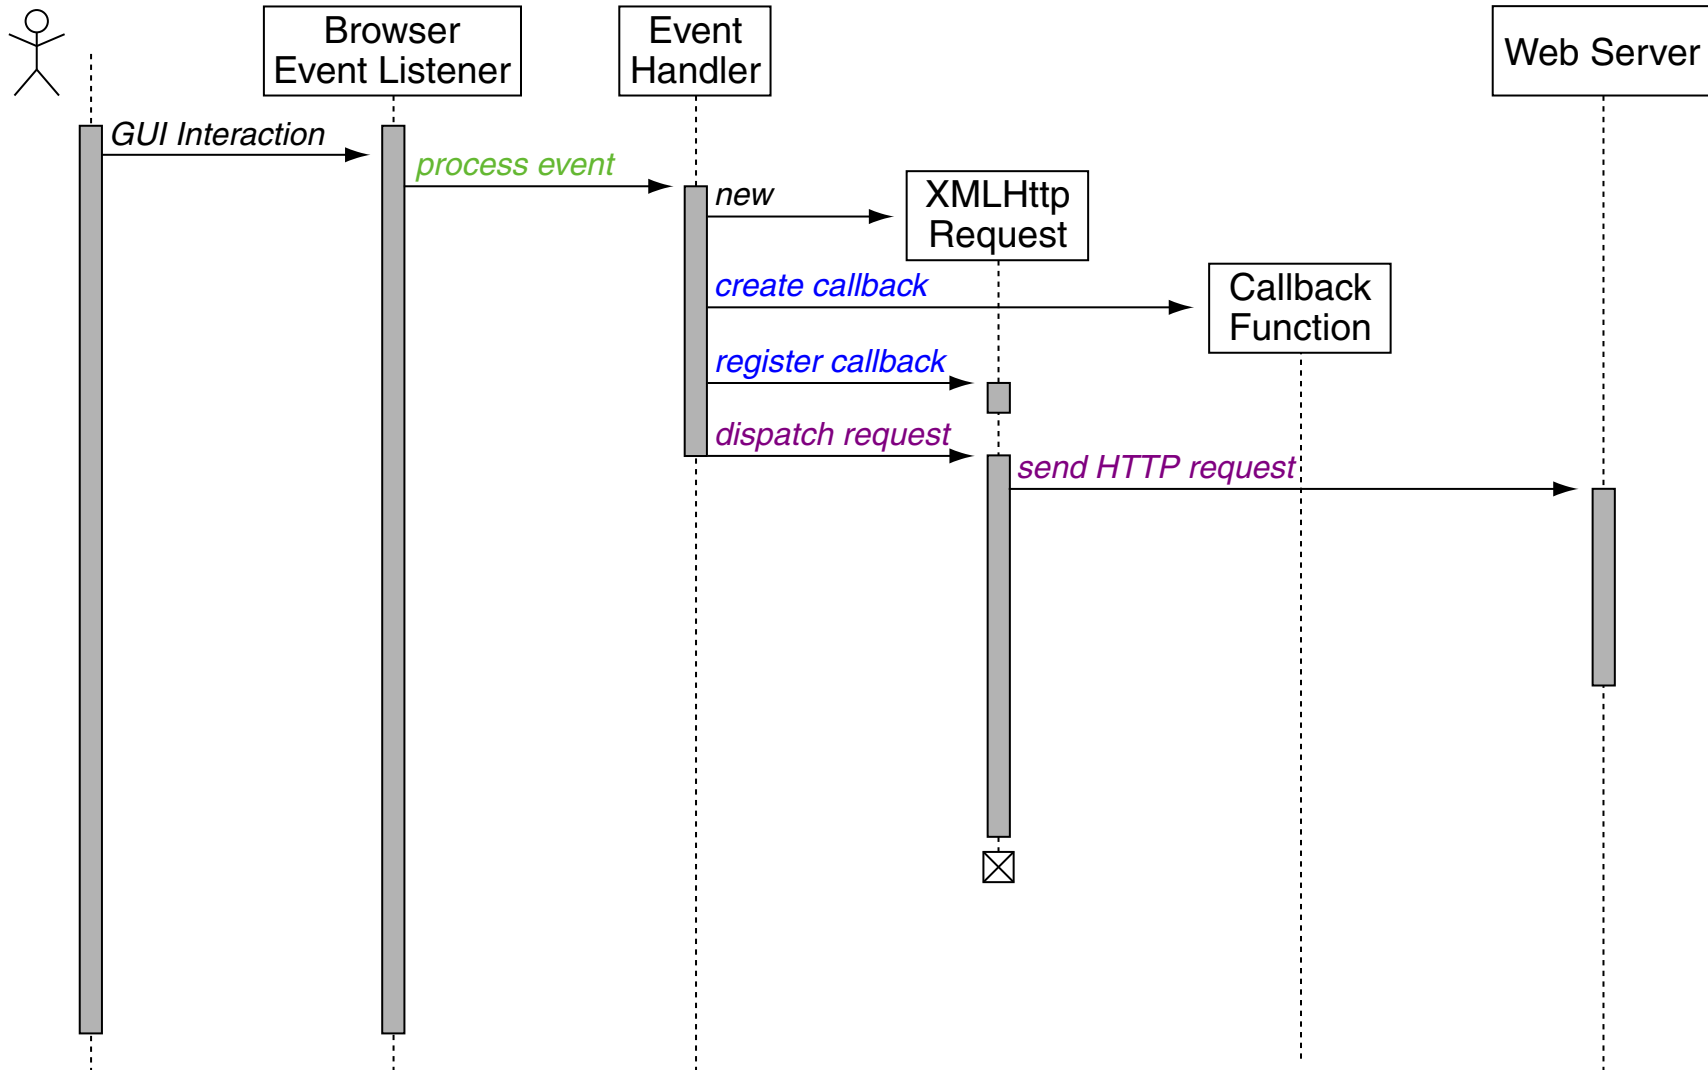 Browser
Event Listener
Event
Handler
Web Server
GUI Interaction
process event
new
XMLHttp
Request
create callback
Callback
Function
register callback
dispatch request
send HTTP request